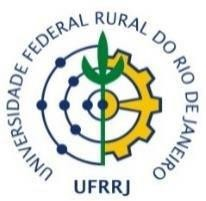 UNIVERSIDADE FEDERAL RURAL DO RIO DE JANEIRO
UFRRJ